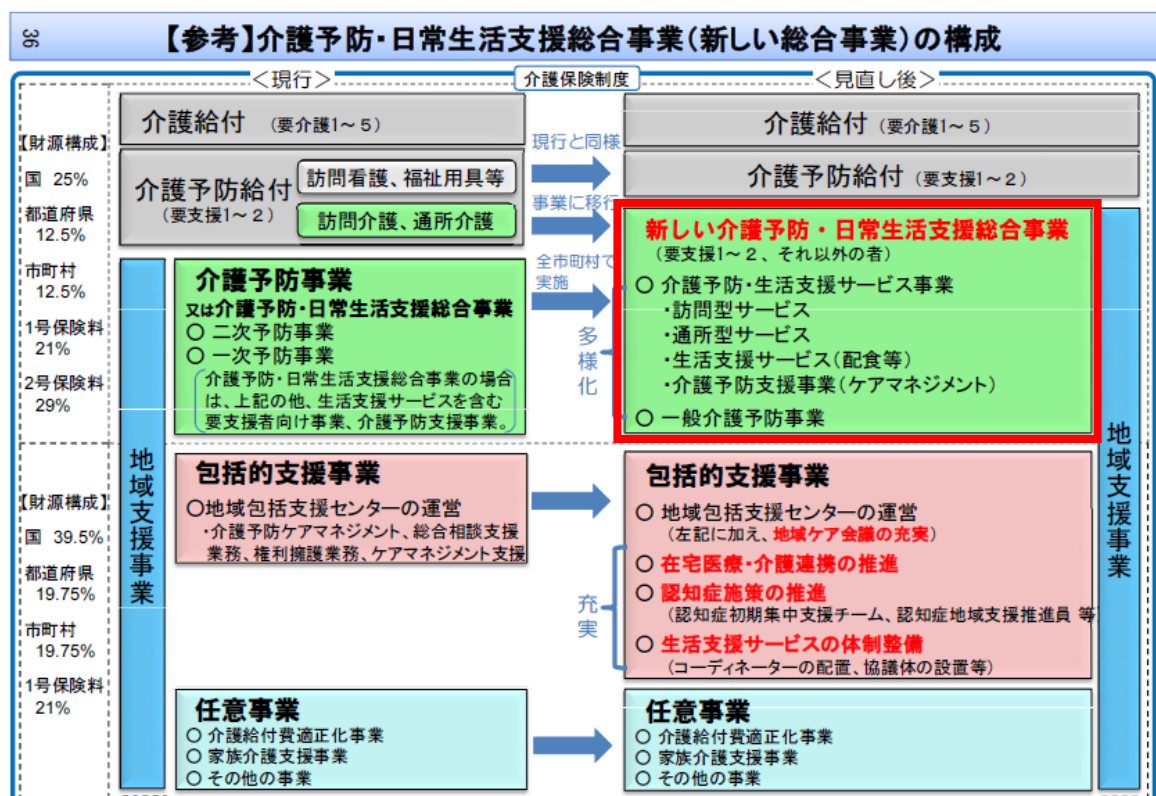 36
【参考】介護予防・日常生活支援総合事業(新しい総合事業)の構成
介護保険制度
<現行>
<見直し後>
【財源構成】
国 25%
都道府県
12.5%
市町村
12.5%
1号保険料
21%
2号保険料
29%
【財源構成】
国 39.5%
都道府県
19.75%
市町村
19.75%
1号保険料
21%
介護給付 (要介護1~5)
介護予防給付
(要支援1~2)
訪問看護、福祉用具等
訪問介護、通所介護
地域支援事業
介護予防事業
又は介護予防・日常生活支援総合事業
○ 二次予防事業
○ 一次予防事業
介護予防・日常生活支援総合事業の場合
は、上記の他、生活支援サービスを含む
要支援者向け事業、介護予防支援事業。
包括的支援事業
○地域包括支援センターの運営
・介護予防ケアマネジメント、総合相談支援
業務、権利擁護業務、ケアマネジメント支援
任意事業
○ 介護給付費適正化事業
○ 家族介護支援事業
○ その他の事業
現行と同様
事業に移行
全市町村で
実施
多様化
充実
介護給付 (要介護1~5)
介護予防給付 (要支援1~2)
新しい介護予防・日常生活支援総合事業
(要支援1~2、それ以外の者)
○ 介護予防・生活支援サービス事業
・訪問型サービス
・通所型サービス
・生活支援サービス(配食等)
・介護予防支援事業(ケアマネジメント)
○ 一般介護予防事業
包括的支援事業
○ 地域包括支援センターの運営
(左記に加え、地域ケア会議の充実)
○ 在宅医療・介護連携の推進
○ 認知症施策の推進
(認知症初期集中支援チーム、認知症地域支援推進員 等)
○ 生活支援サービスの体制整備
(コーディネーターの配置、協議体の設置等)
任意事業
○ 介護給付費適正化事業
○ 家族介護支援事業
○ その他の事業
地域支援事業